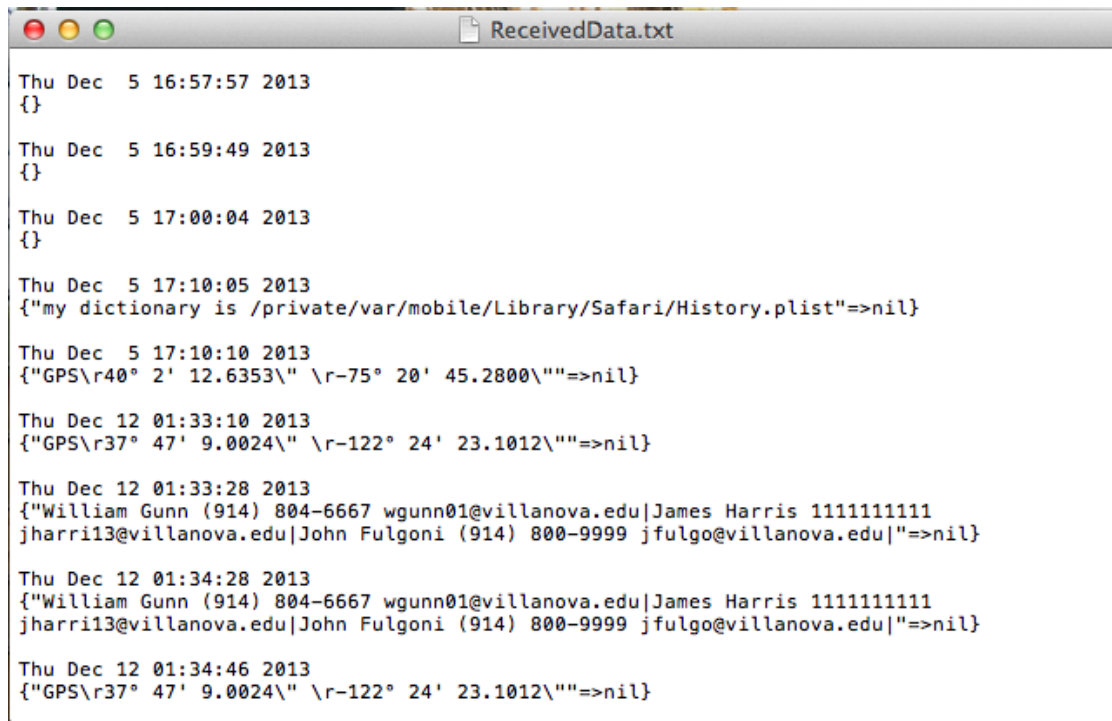 ReceivedData.txt
Thu Dec  5 16:57:57 2013
{}
Thu Dec  5 16:59:49 2013
{}
Thu Dec  5 17:00:04 2013
{}
Thu Dec  5 17:10:05 2013
{"my dictionary is /private/var/mobile/Library/Safari/History.plist"=>nil}
Thu Dec  5 17:10:10 2013
{"GPS\r40° 2' 12.6353\" \r-75° 20' 45.2800\""=>nil}
Thu Dec 12 01:33:10 2013
{"GPS\r37° 47' 9.0024\" \r-122° 24' 23.1012\""=>nil}
Thu Dec 12 01:33:28 2013
{"William Gunn (914) 804-6667 wgunn01@villanova.edu|James Harris 1111111111
jharri13@villanova.edu|John Fulgoni (914) 800-9999 jfulgo@villanova.edu|"=>nil}
Thu Dec 12 01:34:28 2013
{"William Gunn (914) 804-6667 wgunn01@villanova.edu|James Harris 1111111111
jharri13@villanova.edu|John Fulgoni (914) 800-9999 jfulgo@villanova.edu|"=>nil}
Thu Dec 12 01:34:46 2013
{"GPS\r37° 47' 9.0024\" \r-122° 24' 23.1012\""=>nil}